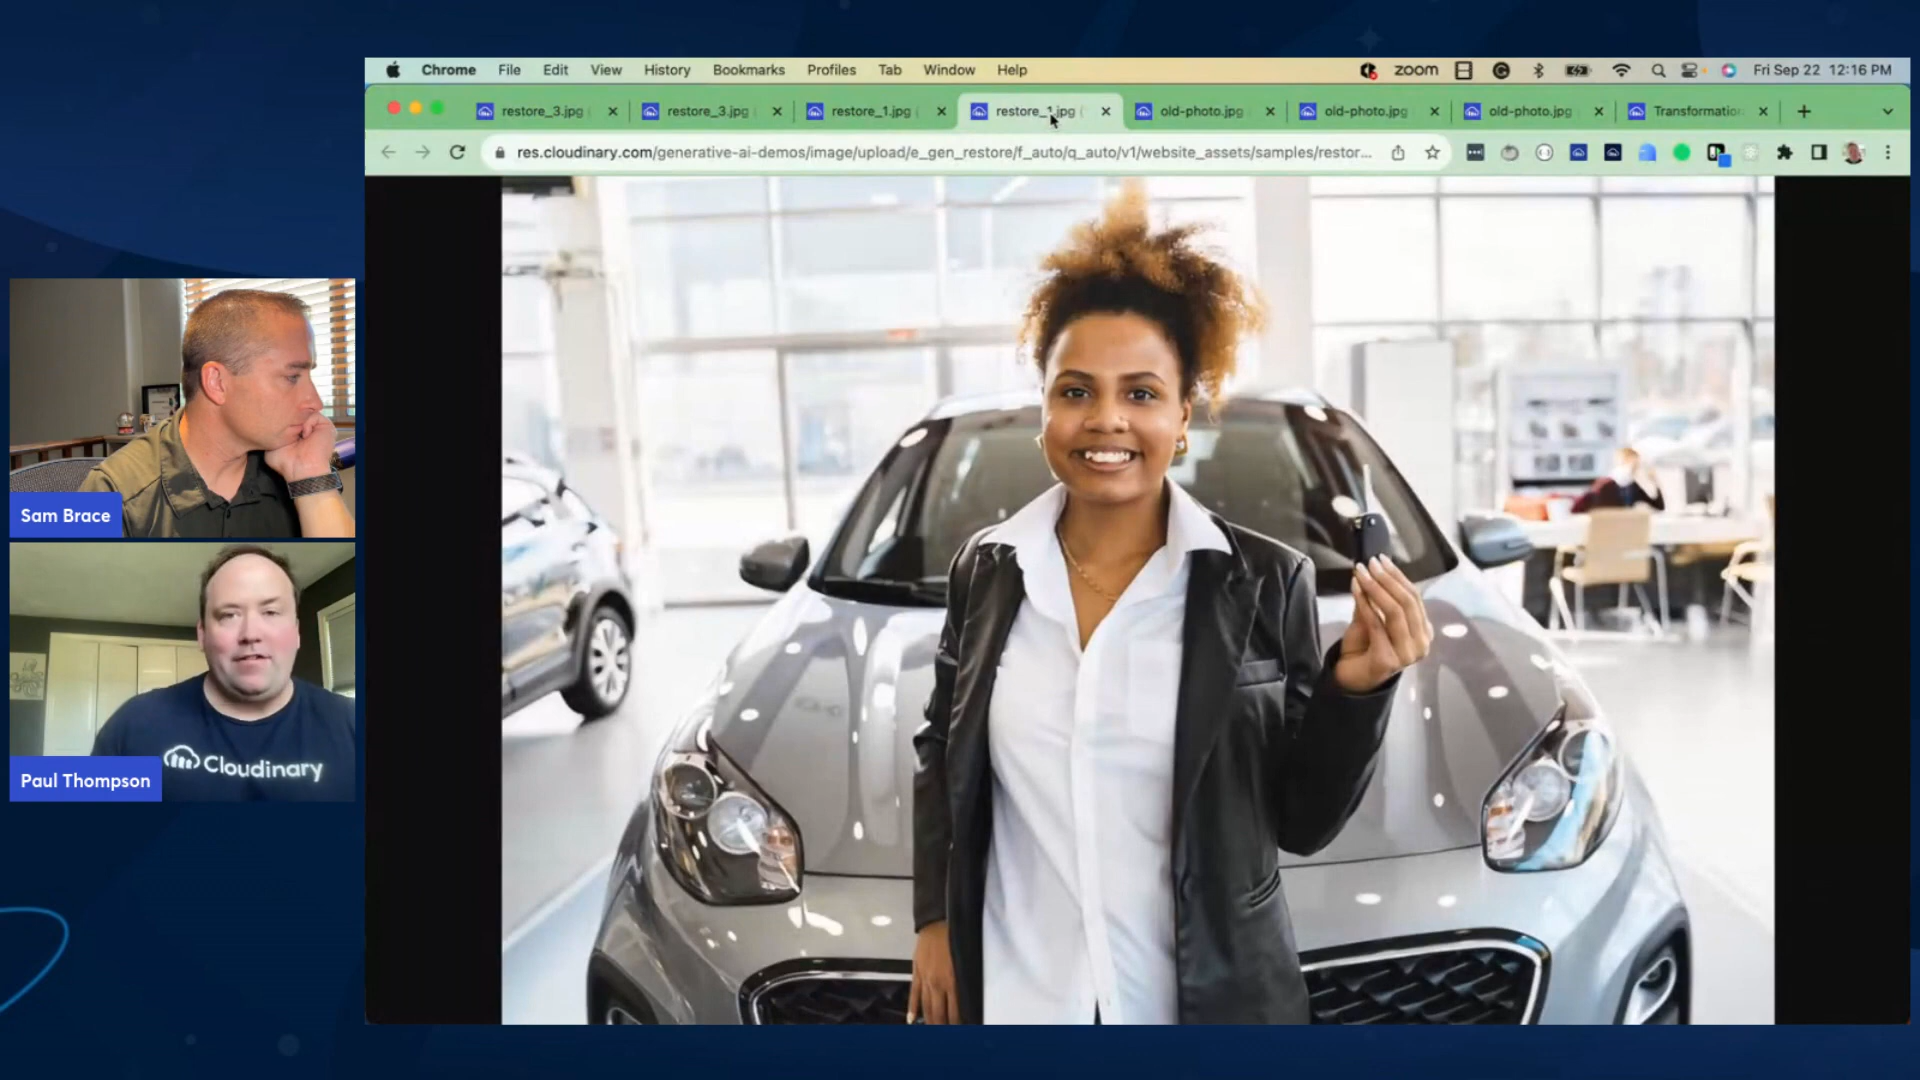 Chrome File Edit View History Bookmarks Profiles Tab Window Help zoom Fri Sep 22 12:16 PM
restore_3.jpg restore_3.jpg restore_1.jpg restore_1.jpg old-photo.jpg old-photo.jpg old-photo.jpg Transformation
res.cloudinary.com/generative-ai-demos/image/upload/e_gen_restore/f_auto/q_auto/v1/website_assets/samples/restor...
Sam Brace
Cloudinary
Paul Thompson